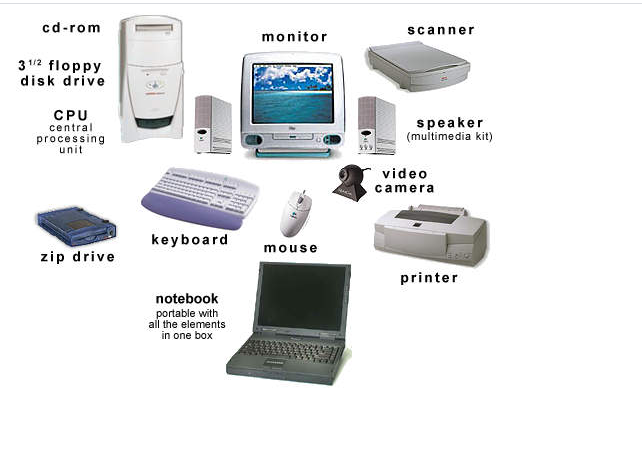 cd-rom
3 1/2 floppy
disk drive
CPU
central
processing
unit
monitor
scanner
speaker
(multimedia kit)
video
camera
zip drive
keyboard
mouse
printer
notebook
portable with
all the elements
in one box